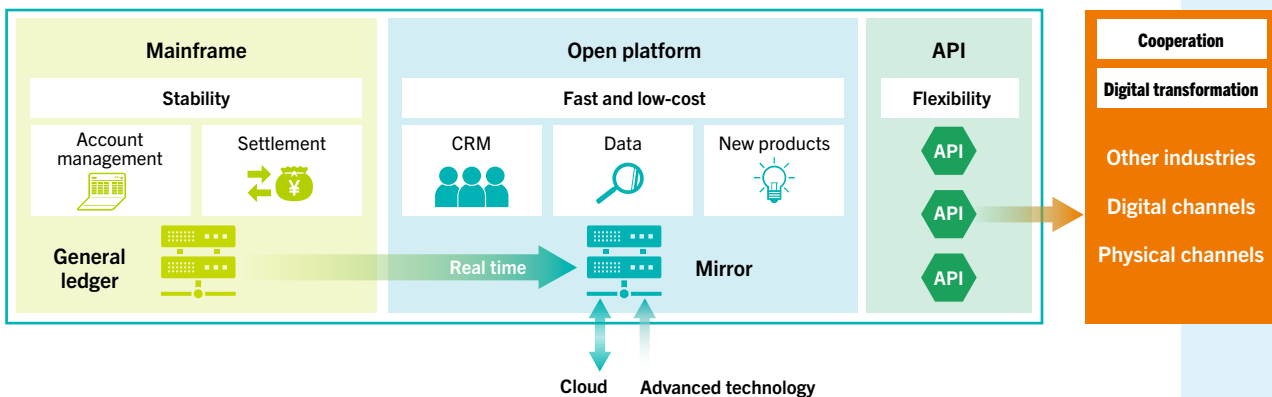 Mainframe
Stability
Account
management
Settlement
¥
General
ledger
Open platform
Fast and low-cost
CRM
Data
New products
Real time
Mirror
Cloud
Advanced technology
API
Flexibility
API
API
API
Cooperation
Digital transformation
Other industries
Digital channels
Physical channels